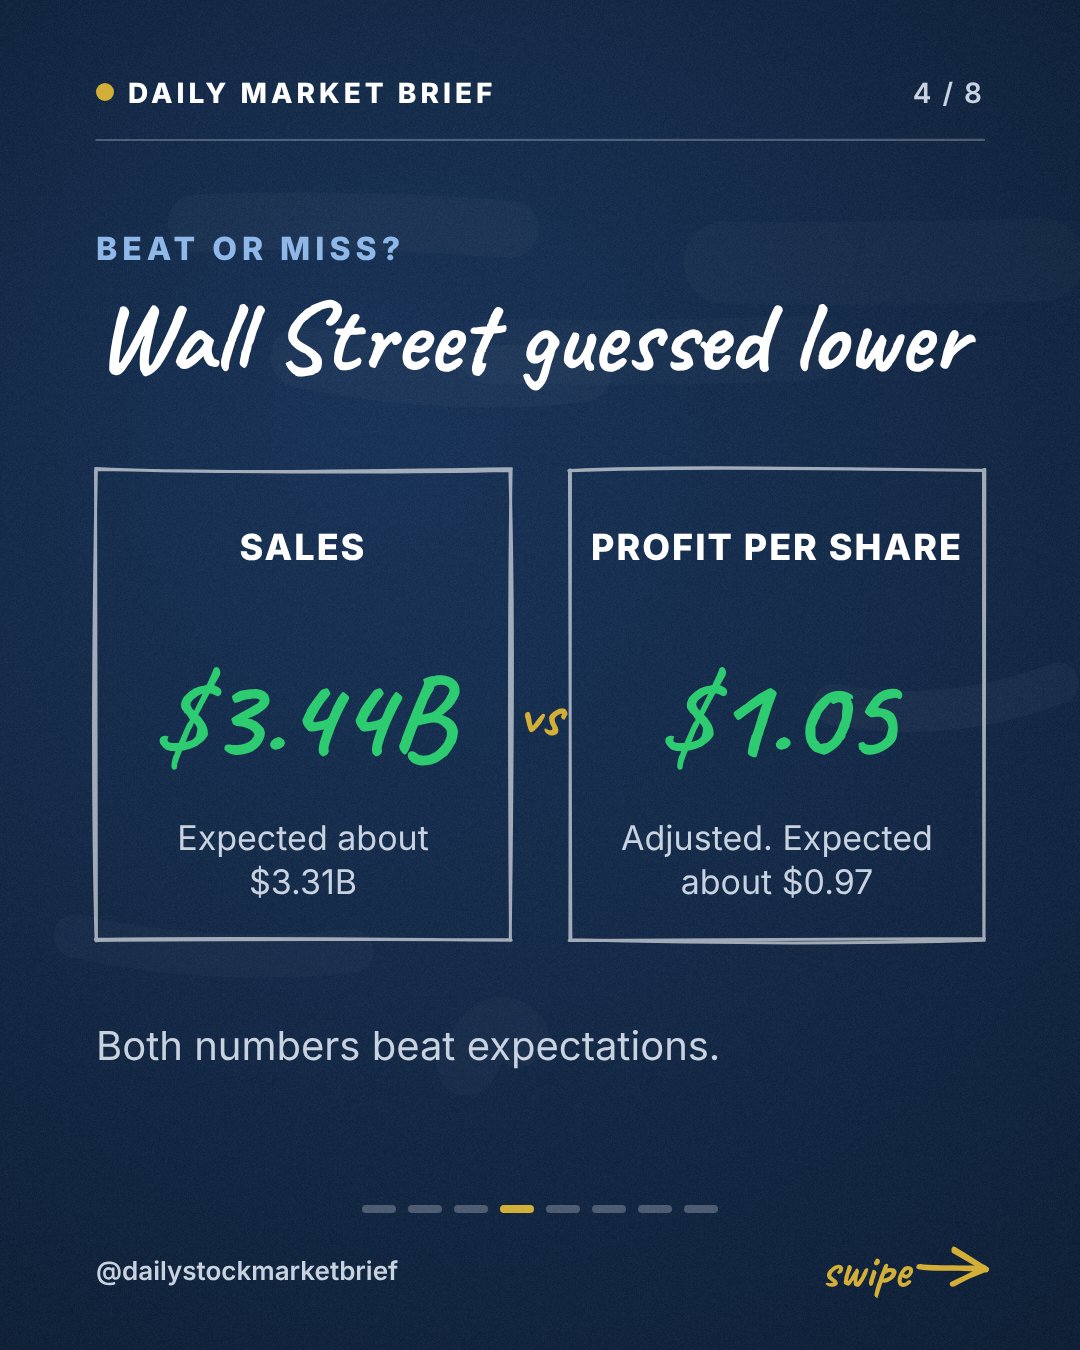 DAILY MARKET BRIEF
4 / 8
BEAT OR MISS?
Wall Street guessed lower
SALES
$3.44B
Expected about
$3.31B
vs
PROFIT PER SHARE
$1.05
Adjusted. Expected
about $0.97
Both numbers beat expectations.
@dailystockmarketbrief
swipe